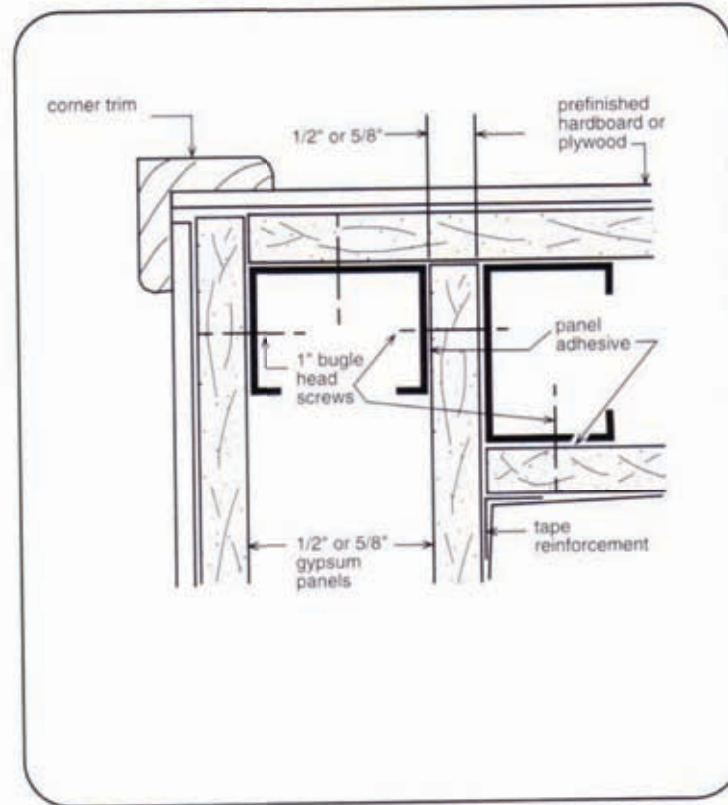 corner trim
1/2" or 5/8"
prefinished
hardboard or
plywood
panel
adhesive
1" bugle
head
screws
1/2" or 5/8"
gypsum
panels
tape
reinforcement